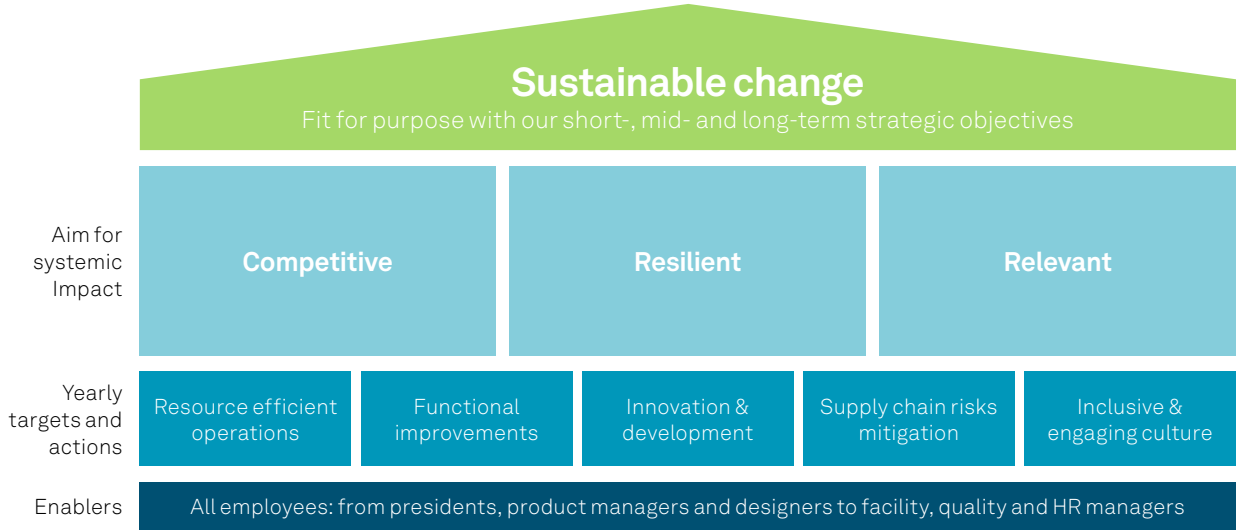 Sustainable change
Fit for purpose with our short-, mid- and long-term strategic objectives
Aim for
systemic
Impact
Competitive
Resilient
Relevant
Yearly
targets and
actions
Resource efficient
operations
Functional
improvements
Innovation &
development
Supply chain risks
mitigation
Inclusive &
engaging culture
Enablers
All employees: from presidents, product managers and designers to facility, quality and HR managers